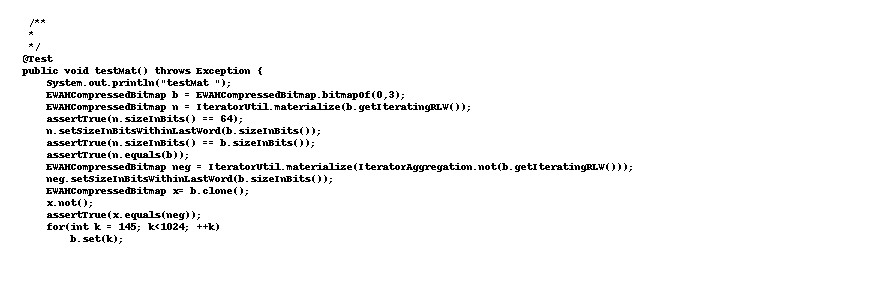 /**
*
*/
@Test
public void testMat() throws Exception {
System.out.println("testMat ");
EWAHCompressedBitmap b = EWAHCompressedBitmap.bitmapOf(0,3);
EWAHCompressedBitmap n = IteratorUtil.materialize(b.getIteratingRLW());
assertTrue(n.sizeInBits() == 64);
n.setSizeInBitsWithinLastWord(b.sizeInBits());
assertTrue(n.sizeInBits() == b.sizeInBits());
assertTrue(n.equals(b));
EWAHCompressedBitmap neg = IteratorUtil.materialize(IteratorAggregation.not(b.getIteratingRLW()));
neg.setSizeInBitsWithinLastWord(b.sizeInBits());
EWAHCompressedBitmap x= b.clone();
x.not();
assertTrue(x.equals(neg));
for(int k = 145; k<1024; ++k)
b.set(k);